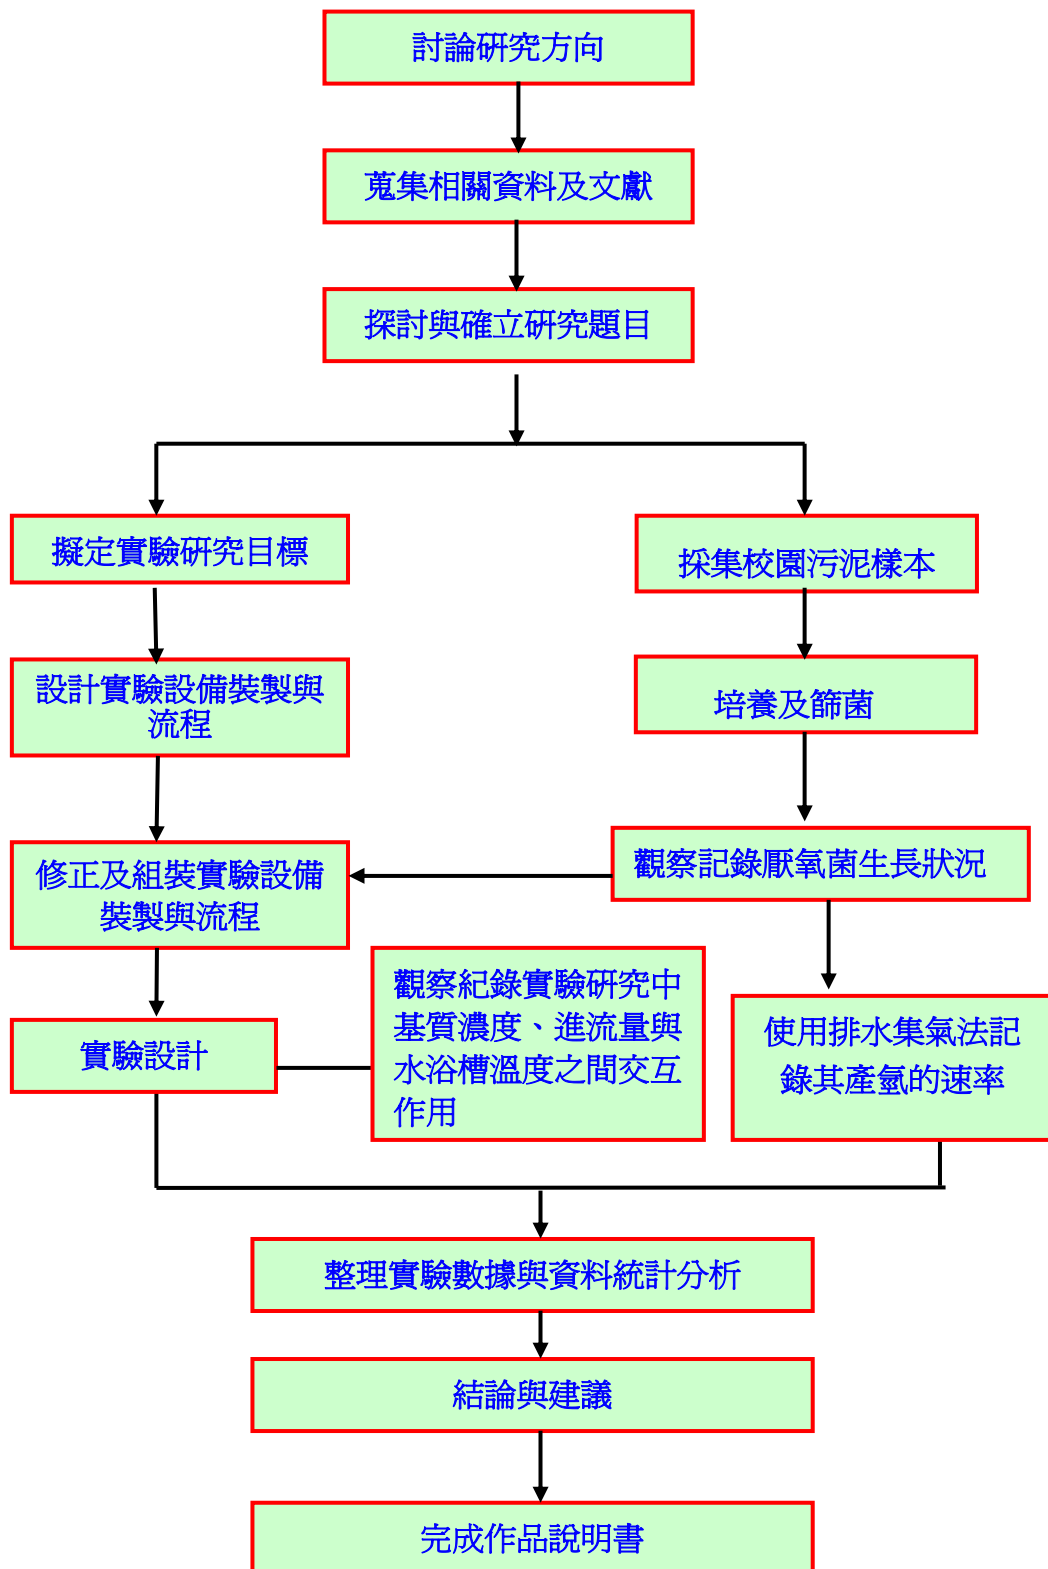 討論研究方向
蒐集相關資料及文獻
探討與確立研究題目
擬定實驗研究目標
採集校園污泥樣本
設計實驗設備裝製與
流程
培養及篩菌
修正及組裝實驗設備
裝製與流程
觀察記錄厭氧菌生長狀況
實驗設計
觀察紀錄實驗研究中
基質濃度、進流量與
水浴槽溫度之間交互
作用
使用排水集氣法記
錄其產氫的速率
整理實驗數據與資料統計分析
結論與建議
完成作品說明書